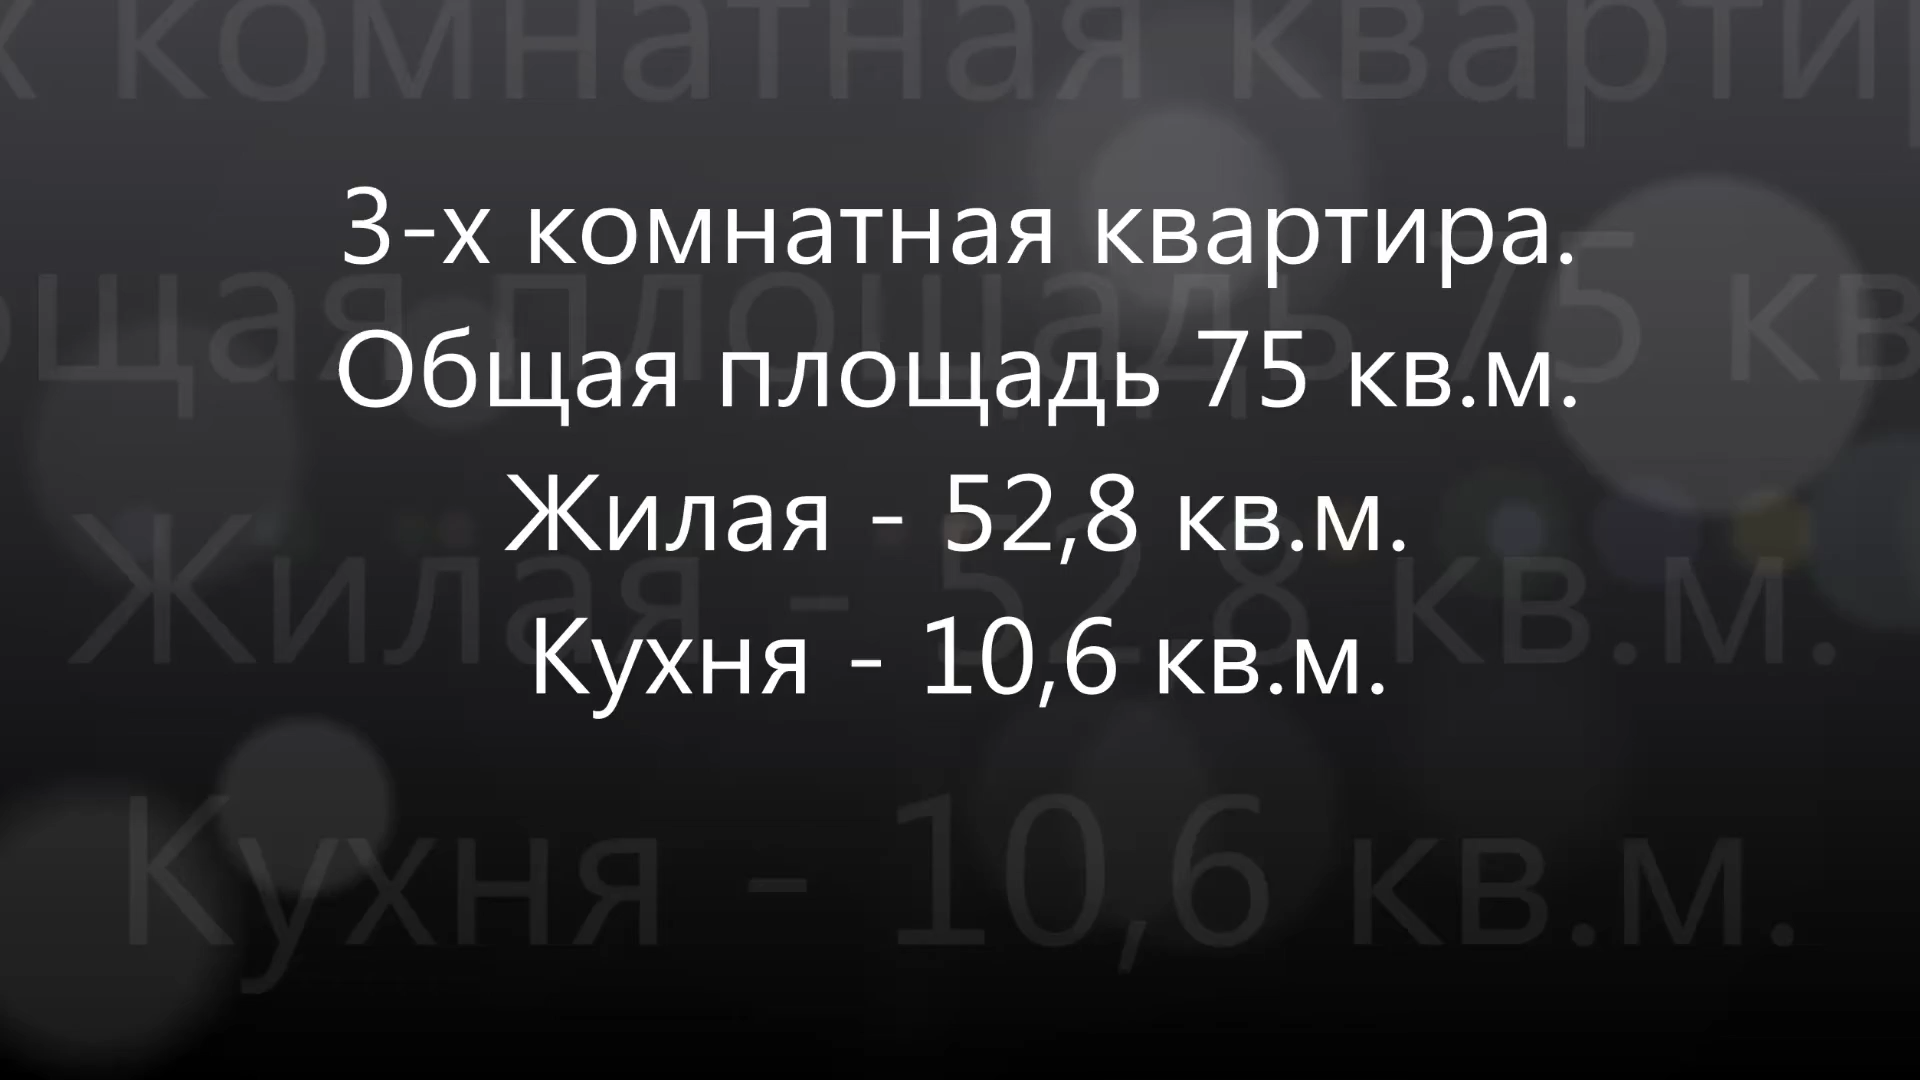 3-х комнатная квартира.
Общая площадь 75 кв.м.
Жилая - 52,8 кв.м.
Кухня - 10,6 кв.м.